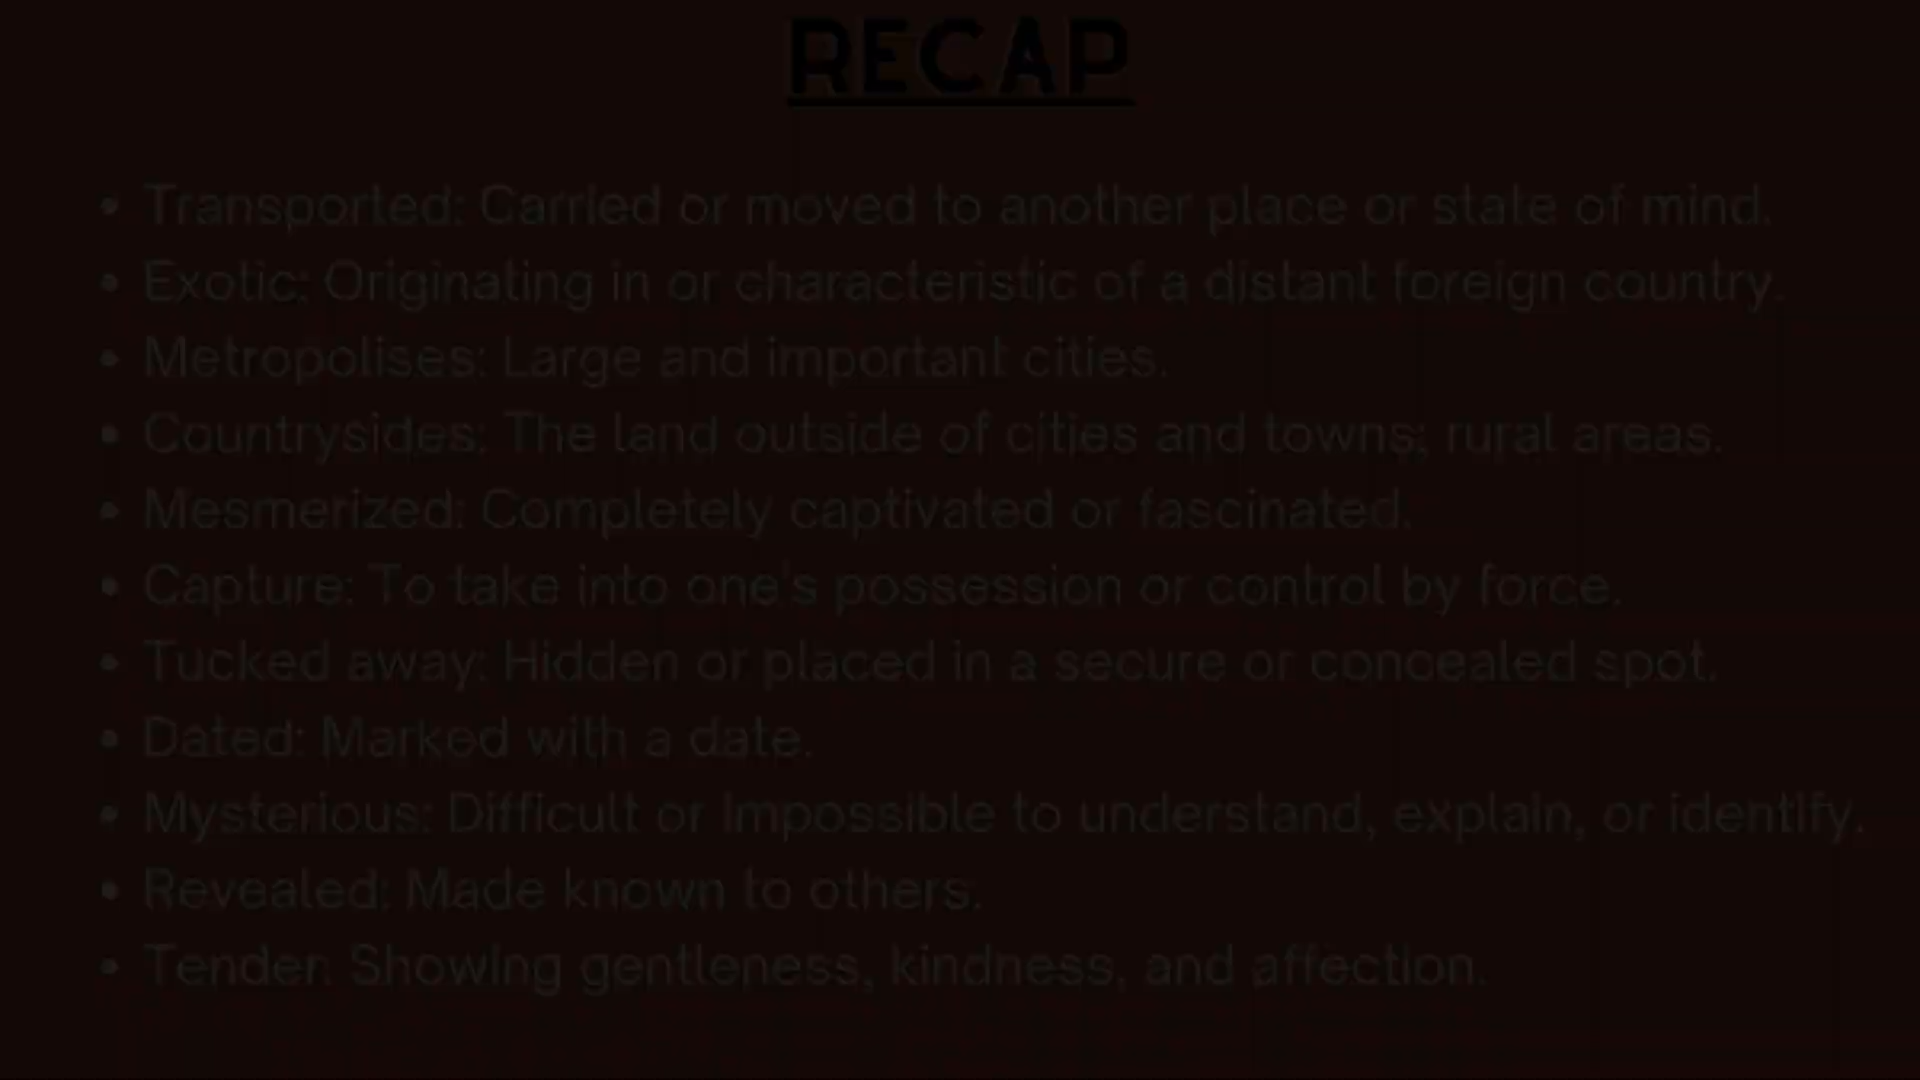 RECAP
• Transported: Carried or moved to another place or state of mind.
• Exotic: Originating in or characteristic of a distant foreign country.
• Metropolises: Large and important cities.
• Countrysides: The land outside of cities and towns; rural areas.
• Mesmerized: Completely captivated or fascinated.
• Capture: To take into one's possession or control by force.
• Tucked away: Hidden or placed in a secure or concealed spot.
• Dated: Marked with a date.
• Mysterious: Difficult or impossible to understand, explain, or identify.
• Revealed: Made known to others.
• Tender: Showing gentleness, kindness, and affection.